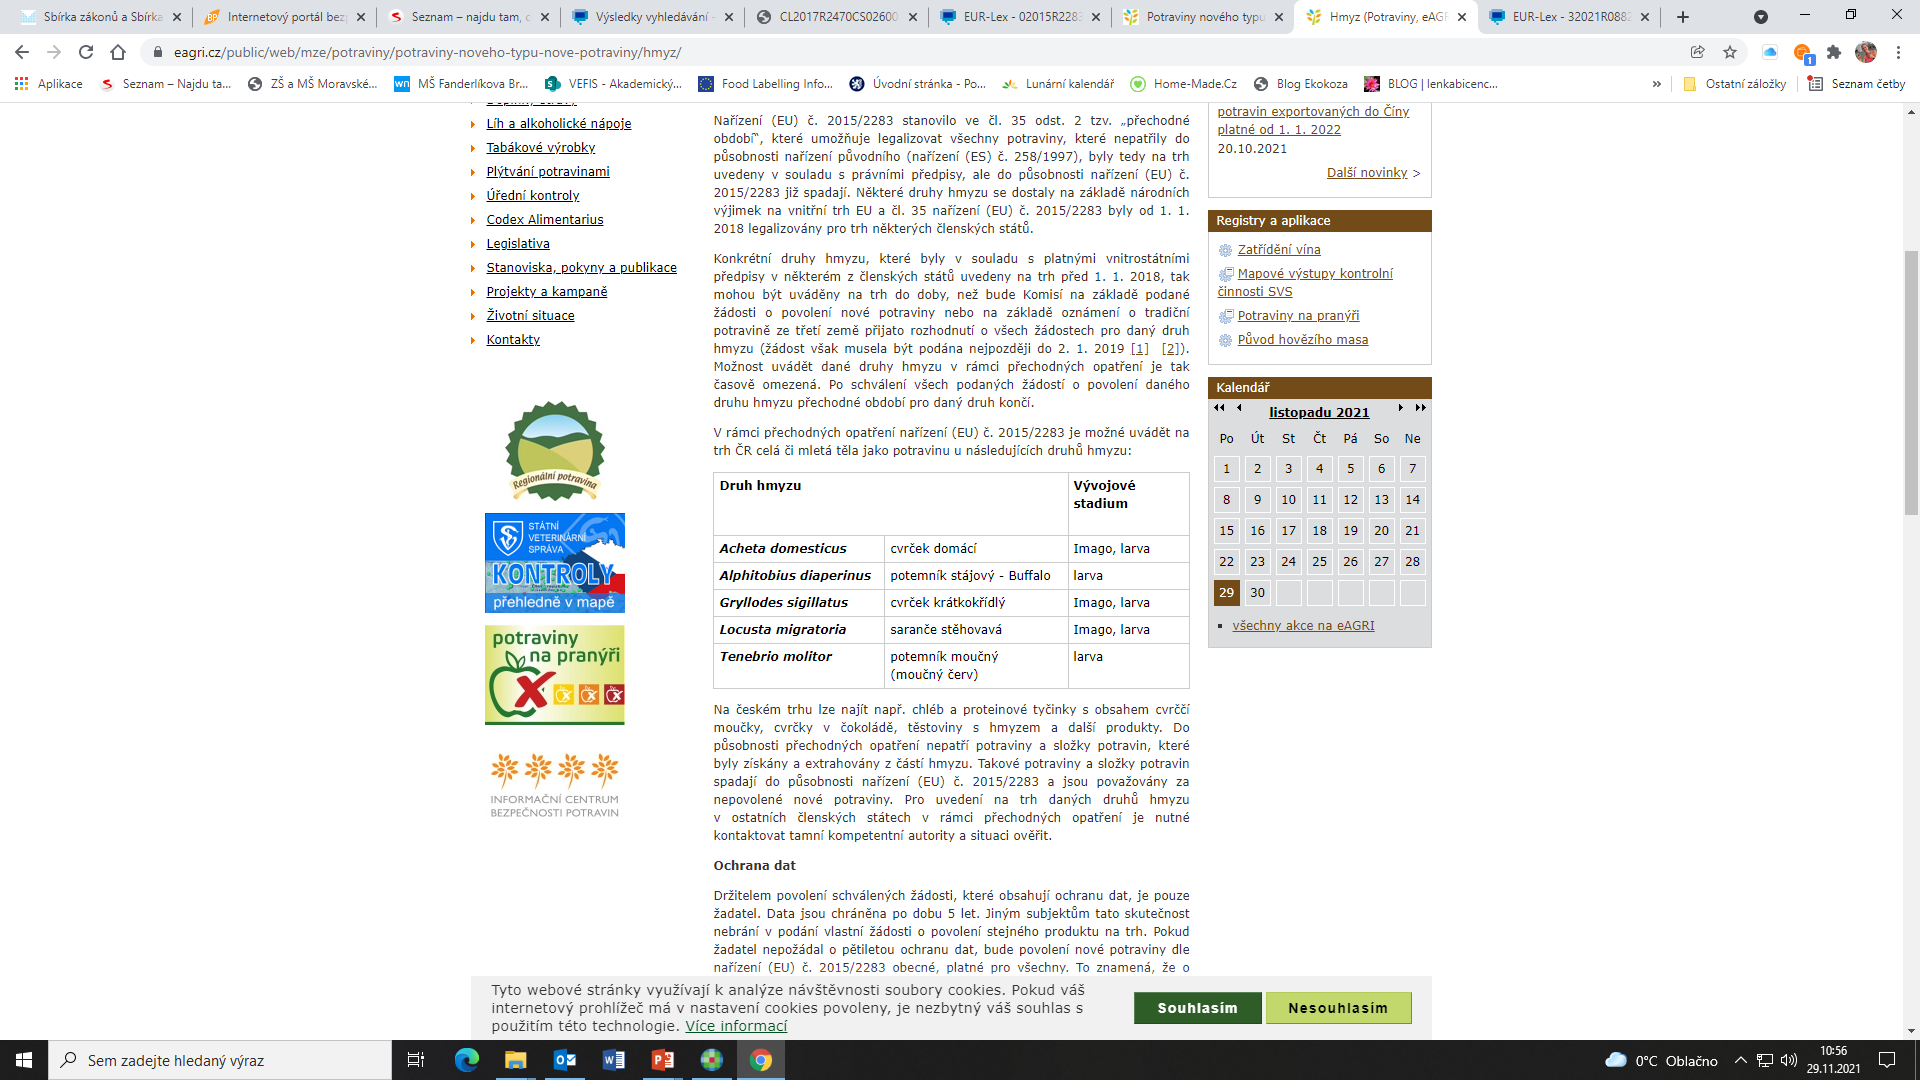 Sbírka zákonů a Sbírka
Internetový portál bezp
Seznam – najdu tam, c
Výsledky vyhledávání -
CL2017R2470CS02600
EUR-Lex - 02015R2283
Potraviny nového typu
Hmyz (Potraviny, eAGRI
EUR-Lex - 32021R0882
eagri.cz/public/web/mze/potraviny/potraviny-noveho-typu-nove-potraviny/hmyz/
Aplikace
Seznam – Najdu ta...
ZŠ a MŠ Moravské...
MŠ Fanderlíkova Br...
VEFIS - Akademický...
Food Labelling Info...
Úvodní stránka - Po...
Lunární kalendář
Home-Made.Cz
Blog Ekokoza
BLOG | lenkabicenc...
»
Ostatní záložky
Seznam četby
Líh a alkoholické nápoje
Tabákové výrobky
Plýtvání potravinami
Úřední kontroly
Codex Alimentarius
Legislativa
Stanoviska, pokyny a publikace
Projekty a kampaně
Životní situace
Kontakty
Regionální potravina
STÁTNÍ
VETERINÁRNÍ
SPRÁVA
KONTROLY
přehledně v mapě
potraviny
na pranýři
INFORMAČNÍ CENTRUM
BEZPEČNOSTI POTRAVIN
Nařízení (EU) č. 2015/2283 stanovilo ve čl. 35 odst. 2 tzv. „přechodné
období“, které umožňuje legalizovat všechny potraviny, které nepatřily do
působnosti nařízení původního (nařízení (ES) č. 258/1997), byly tedy na trh
uvedeny v souladu s právními předpisy, ale do působnosti nařízení (EU) č.
2015/2283 již spadají. Některé druhy hmyzu se dostaly na základě národních
výjimek na vnitřní trh EU a čl. 35 nařízení (EU) č. 2015/2283 byly od 1. 1.
2018 legalizovány pro trh některých členských států.
Konkrétní druhy hmyzu, které byly v souladu s platnými vnitrostátními
předpisy v některém z členských států uvedeny na trh před 1. 1. 2018, tak
mohou být uváděny na trh do doby, než bude Komisí na základě podané
žádosti o povolení nové potraviny nebo na základě oznámení o tradiční
potravině ze třetí země přijato rozhodnutí o všech žádostech pro daný druh
hmyzu (žádost však musela být podána nejpozději do 2. 1. 2019 [1] [2]).
Možnost uvádět dané druhy hmyzu v rámci přechodných opatření je tak
časově omezená. Po schválení všech podaných žádostí o povolení daného
druhu hmyzu přechodné období pro daný druh končí.
V rámci přechodných opatření nařízení (EU) č. 2015/2283 je možné uvádět na
trh ČR celá či mletá těla jako potravinu u následujících druhů hmyzu:
Druh hmyzu Vývojové
stadium
Acheta domesticus cvrček domácí Imago, larva
Alphitobius diaperinus potemník stájový - Buffalo larva
Gryllodes sigillatus cvrček krátkokřídlý Imago, larva
Locusta migratoria saranče stěhovavá Imago, larva
Tenebrio molitor potemník moučný larva
(moučný červ)
Na českém trhu lze najít např. chléb a proteinové tyčinky s obsahem cvrččí
moučky, cvrčky v čokoládě, těstoviny s hmyzem a další produkty. Do
působnosti přechodných opatření nepatří potraviny a složky potravin, které
byly získány a extrahovány z částí hmyzu. Takové potraviny a složky potravin
spadají do působnosti nařízení (EU) č. 2015/2283 a jsou považovány za
nepovolené nové potraviny. Pro uvedení na trh daných druhů hmyzu
v ostatních členských státech v rámci přechodných opatření je nutné
kontaktovat tamní kompetentní autority a situaci ověřit.
Ochrana dat
Držitelem povolení schválených žádosti, které obsahují ochranu dat, je pouze
žadatel. Data jsou chráněna po dobu 5 let. Jiným subjektům tato skutečnost
nebrání v podání vlastní žádosti o povolení stejného produktu na trh. Pokud
žadatel nepožádal o pětiletou ochranu dat, bude povolení nové potraviny dle
nařízení (EU) č. 2015/2283 obecné, platné pro všechny. To znamená, že o
potravin exportovaných do Číny
platné od 1. 1. 2022
20.10.2021
Další novinky >
Registry a aplikace
Zatřídění vína
Mapové výstupy kontrolní
činnosti SVS
Potraviny na pranýři
Původ hovězího masa
Kalendář
listopadu 2021
Po Út St Čt Pá So Ne
1 2 3 4 5 6 7
8 9 10 11 12 13 14
15 16 17 18 19 20 21
22 23 24 25 26 27 28
29 30
všechny akce na eAGRI
Tyto webové stránky využívají k analýze návštěvnosti soubory cookies. Pokud váš
internetový prohlížeč má v nastavení cookies povoleny, je nezbytný váš souhlas s
použitím této technologie. Více informací
Souhlasím
Nesouhlasím
Sem zadejte hledaný výraz
0°C Oblačno
10:56
29.11.2021